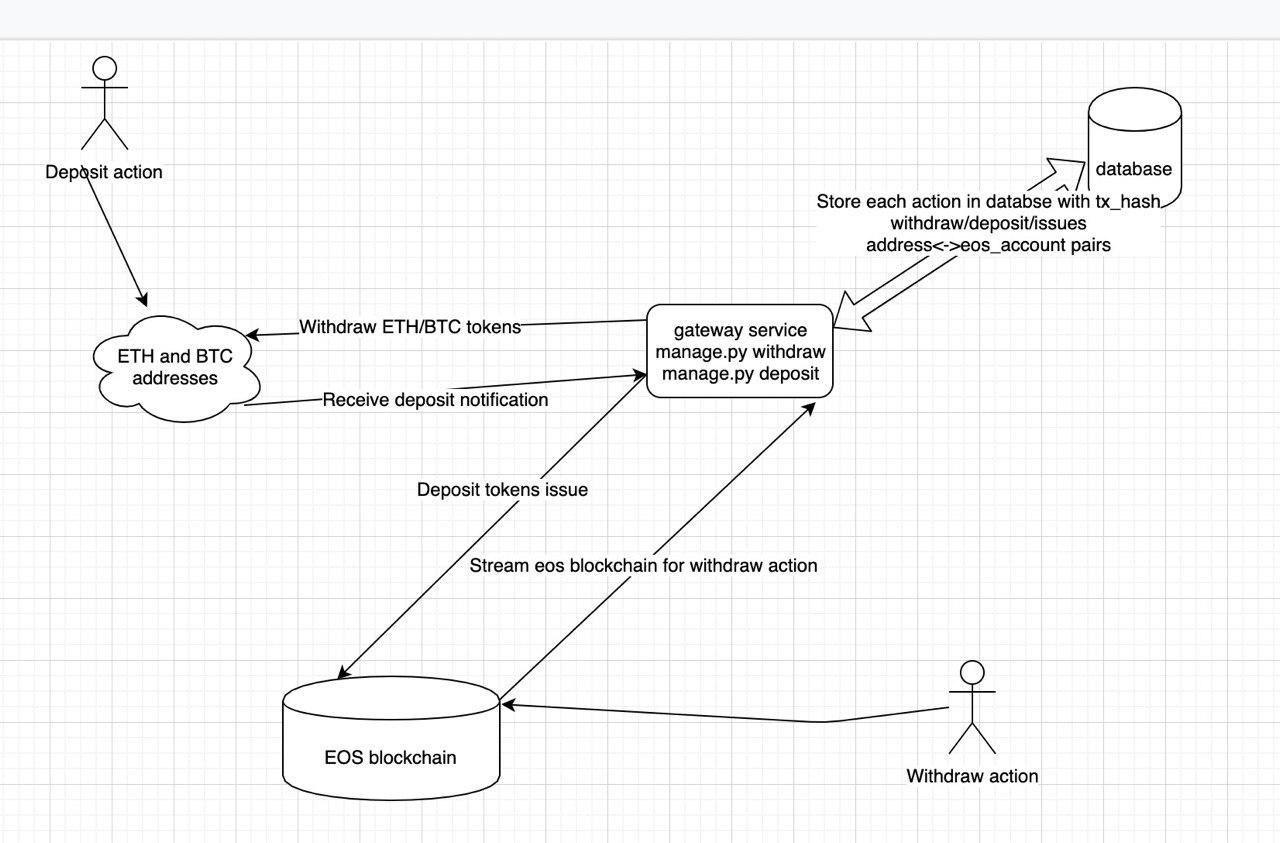 Deposit action
database
Store each action in databse with tx_hash
withdraw/deposit/issues
address<->eos_account pairs
Withdraw ETH/BTC tokens
gateway service
manage.py withdraw
manage.py deposit
ETH and BTC
addresses
Receive deposit notification
Deposit tokens issue
Stream eos blockchain for withdraw action
EOS blockchain
Withdraw action